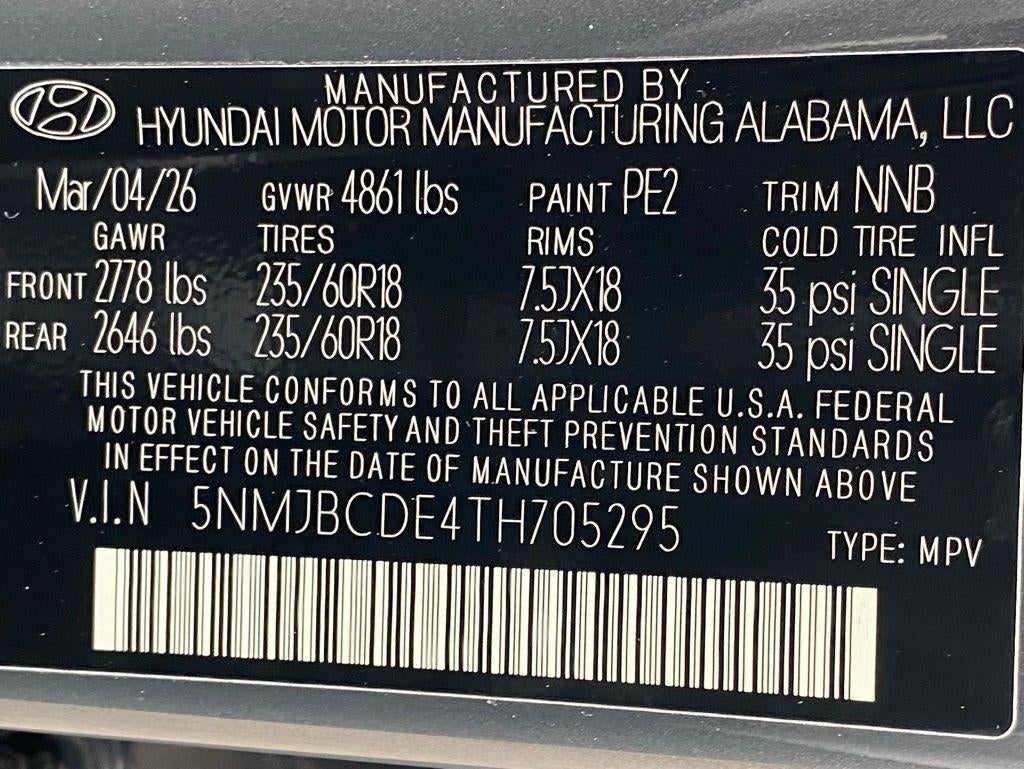 MANUFACTURED BY
HYUNDAI MOTOR MANUFACTURING ALABAMA, LLC
Mar/04/26 GVWR 4861 lbs PAINT PE2 TRIM NNB
GAWR TIRES RIMS COLD TIRE INFL
FRONT 2778 lbs 235/60R18 7.5JX18 35 psi SINGLE
REAR 2646 lbs 235/60R18 7.5JX18 35 psi SINGLE
THIS VEHICLE CONFORMS TO ALL APPLICABLE U.S.A. FEDERAL
MOTOR VEHICLE SAFETY AND THEFT PREVENTION STANDARDS
IN EFFECT ON THE DATE OF MANUFACTURE SHOWN ABOVE
V.I.N 5NMJBCDE4TH705295
TYPE: MPV